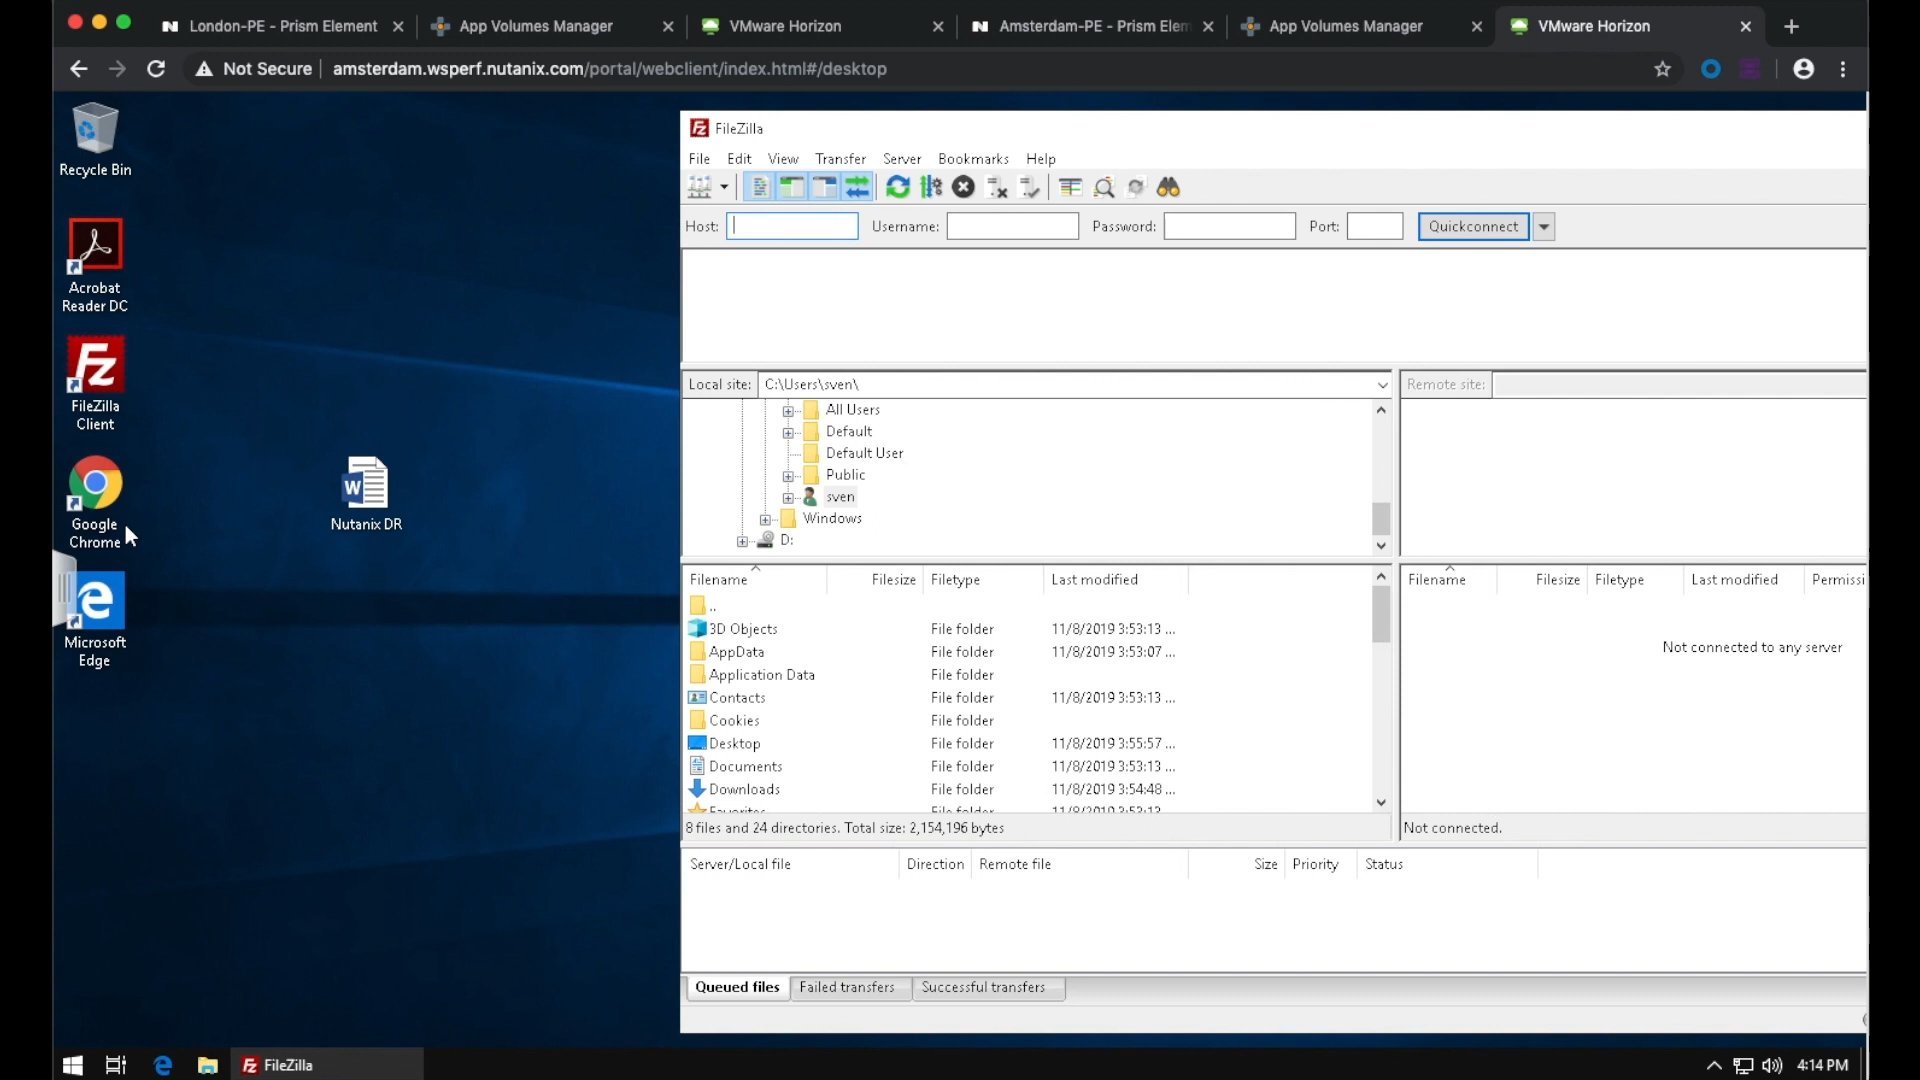 London-PE - Prism Element
App Volumes Manager
VMware Horizon
Amsterdam-PE - Prism Elem
App Volumes Manager
VMware Horizon
Not Secure
amsterdam.wsperf.nutanix.com/portal/webclient/index.html#/desktop
Recycle Bin
Acrobat
Reader DC
FileZilla
Client
Google
Chrome
Microsoft
Edge
Nutanix DR
FileZilla
File Edit View Transfer Server Bookmarks Help
Host: Username: Password: Port: Quickconnect
Local site: C:\Users\sven\
Remote site:
All Users
Default
Default User
Public
sven
Windows
D:
Filename Filesize Filetype Last modified
..
3D Objects File folder 11/8/2019 3:53:13 ...
AppData File folder 11/8/2019 3:53:07 ...
Application Data File folder
Contacts File folder 11/8/2019 3:53:13 ...
Cookies File folder
Desktop File folder 11/8/2019 3:55:57 ...
Documents File folder 11/8/2019 3:53:13 ...
Downloads File folder 11/8/2019 3:54:48 ...
Favorites File folder 11/8/2019 3:53:13
8 files and 24 directories. Total size: 2,154,196 bytes
Filename Filesize Filetype Last modified Permissi
Not connected to any server
Not connected.
Server/Local file Direction Remote file Size Priority Status
Queued files Failed transfers Successful transfers
FileZilla
4:14 PM